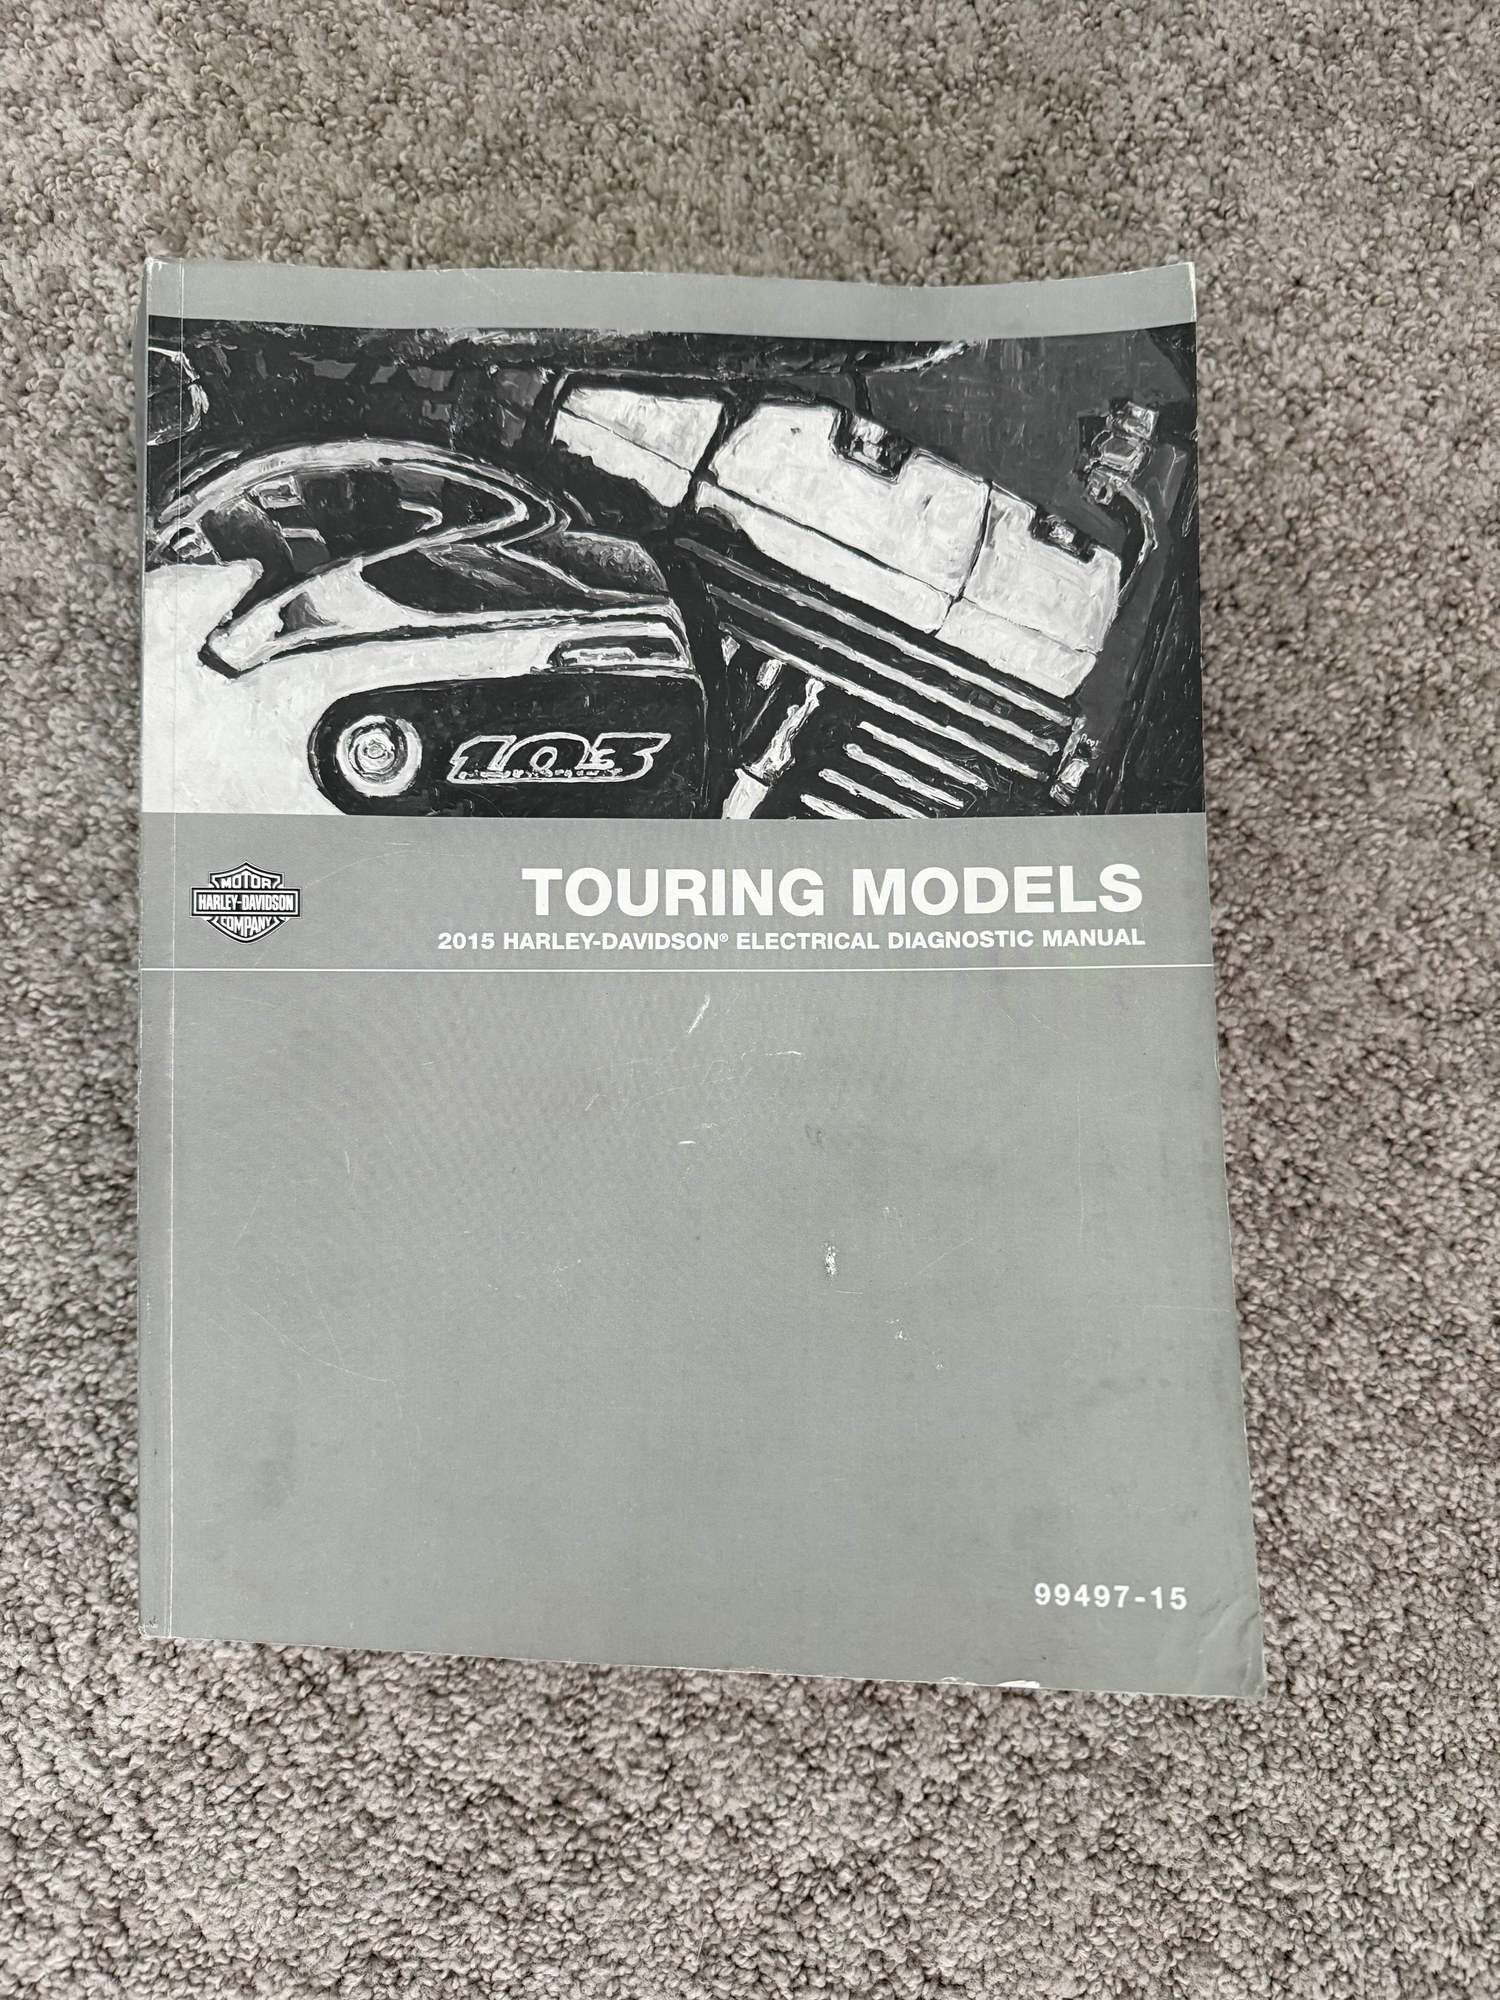 103
MOTOR
HARLEY-DAVIDSON
COMPANY
TOURING MODELS
2015 HARLEY-DAVIDSON® ELECTRICAL DIAGNOSTIC MANUAL
99497-15